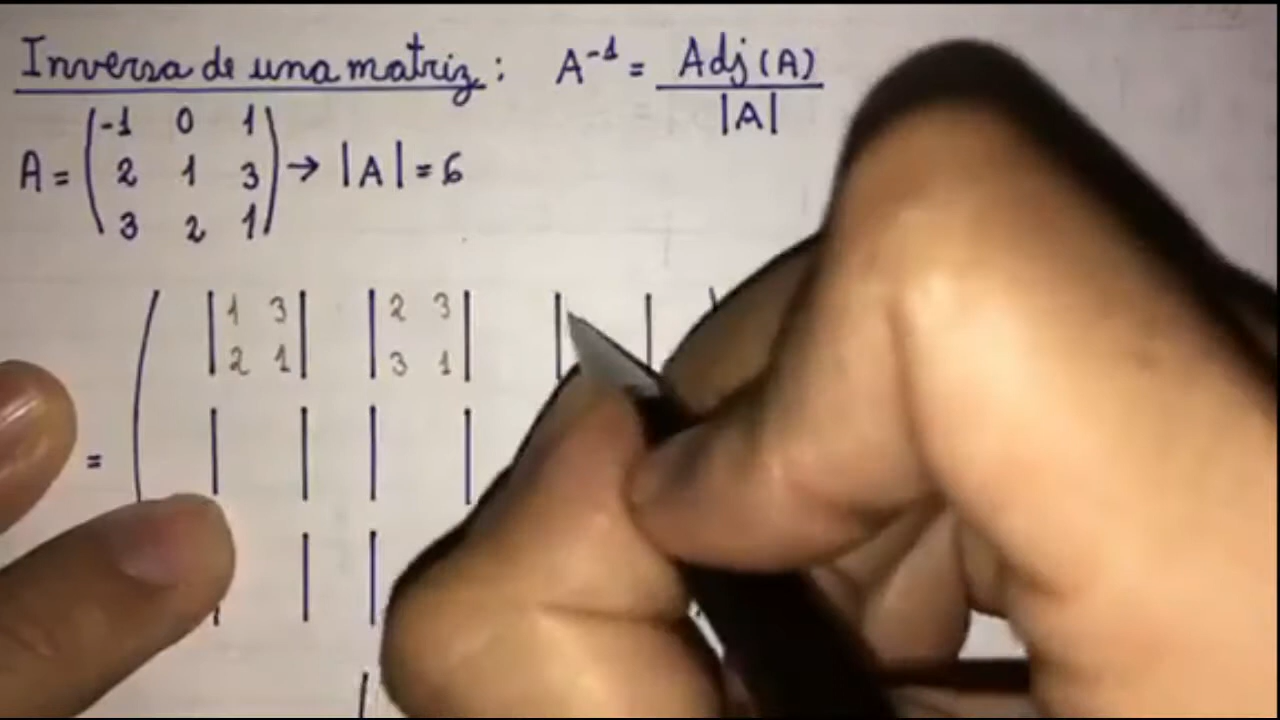 Inversa de una matriz: A⁻¹ = Adj(A) / |A|
A = (-1 0 1
2 1 3 → |A| = 6
3 2 1)
( |1 3| |2 3| | |
|2 1| |3 1|
= | | | |
| | |